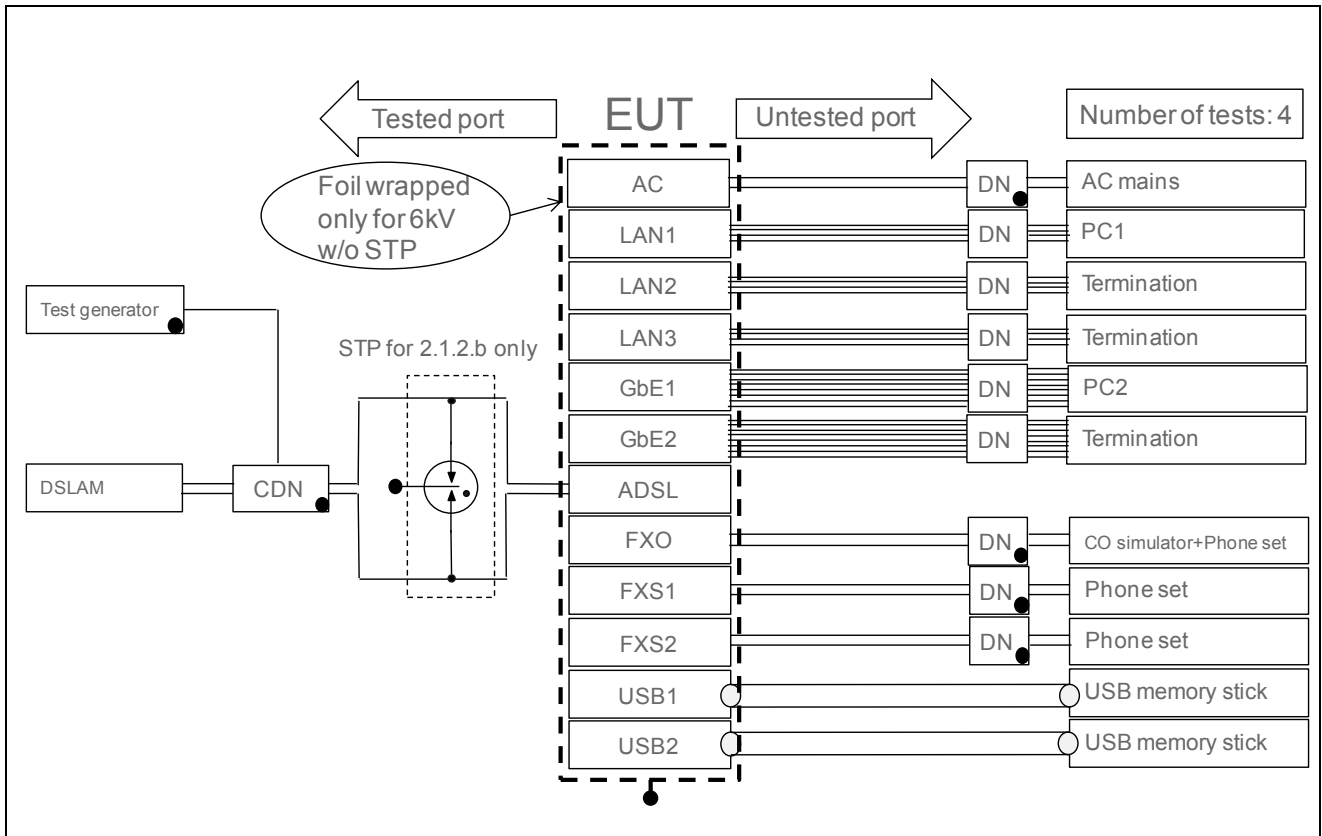 Tested port
EUT
Untested port
Number of tests: 4
Foil wrapped
only for 6kV
w/o STP
AC
DN
AC mains
LAN1
DN
PC1
LAN2
DN
Termination
Test generator
LAN3
DN
Termination
STP for 2.1.2.b only
GbE1
DN
PC2
GbE2
DN
Termination
DSLAM
CDN
ADSL
FXO
DN
CO simulator+Phone set
FXS1
DN
Phone set
FXS2
DN
Phone set
USB1
USB memory stick
USB2
USB memory stick